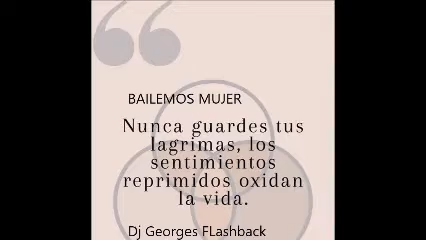 BAILEMOS MUJER
Nunca guardes tus
lagrimas, los
sentimientos
reprimidos oxidan
la vida.
Dj Georges FLashback